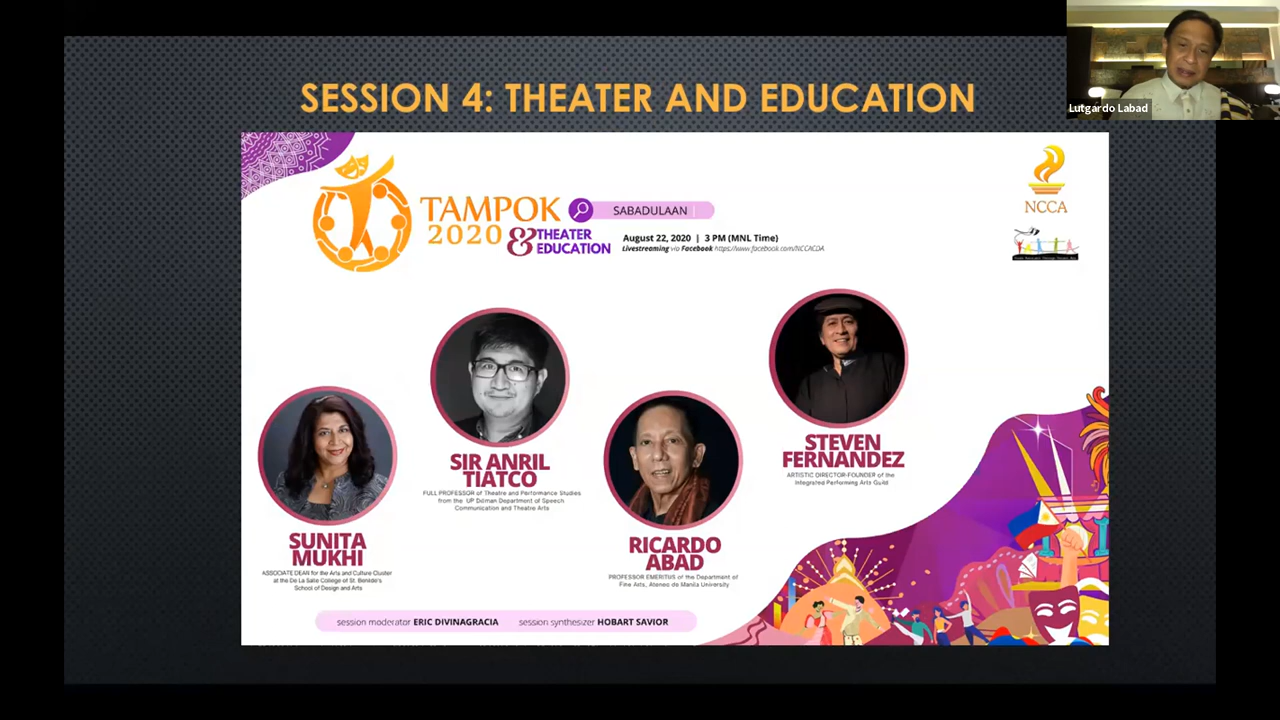 Lutgardo Labad
SESSION 4: THEATER AND EDUCATION
TAMPOK
2020
& THEATER
EDUCATION
SABADULAAN
August 22, 2020 | 3 PM (MNL Time)
Livestreaming via Facebook https://www.facebook.com/NCCACDA
NCCA
SUNITA
MUKHI
ASSOCIATE DEAN for the Arts and Culture Cluster
at the De La Salle College of St. Benilde's
School of Design and Arts
SIR ANRIL
TIATCO
FULL PROFESSOR of Theatre and Performance Studies
from the UP Diliman Department of Speech
Communication and Theatre Arts
RICARDO
ABAD
PROFESSOR EMERITUS of the Department of
Fine Arts, Ateneo de Manila University
STEVEN
FERNANDEZ
ARTISTIC DIRECTOR-FOUNDER of the
Integrated Performing Arts Guild
session moderator ERIC DIVINAGRACIA
session synthesizer HOBART SAVIOR